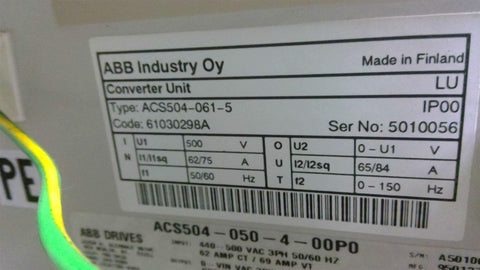 ABB Industry Oy Made in Finland
Converter Unit LU
Type: ACS504-061-5 IP00
Code: 61030298A Ser No: 5010056
I N U1 500 V O U T U2 0 - U1 V
I1/I1sq 62/75 A I2/I2sq 65/84 A
f1 50/60 Hz f2 0 - 150 Hz
PE
ACS504-050-4-00P0
ABB DRIVES INPUT: 440-500 VAC 3PH 50/60 HZ
62 AMP CT / 69 AMP VT